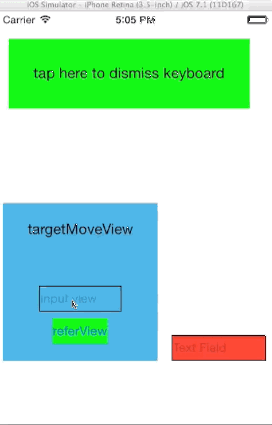 iOS Simulator - iPhone Retina (3.5-inch) / iOS 7.1 (11D167)
Carrier 5:05 PM
tap here to dismiss keyboard
targetMoveView
input view
referView
Text Field